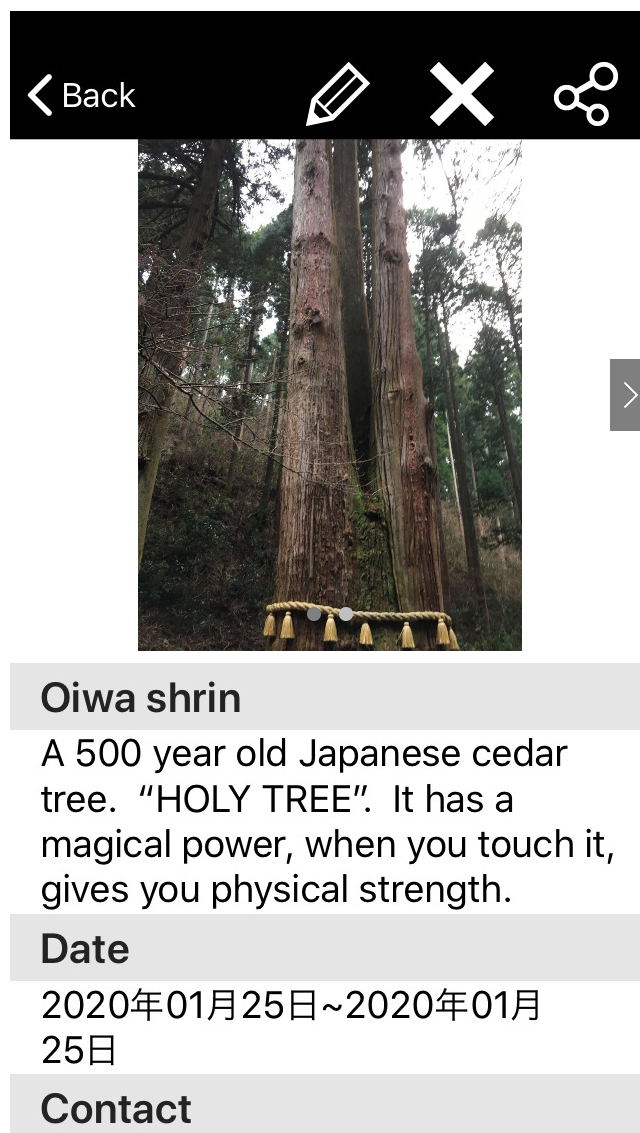 Back
Oiwa shrin
A 500 year old Japanese cedar
tree.  “HOLY TREE”.  It has a
magical power, when you touch it,
gives you physical strength.
Date
2020年01月25日~2020年01月
25日
Contact